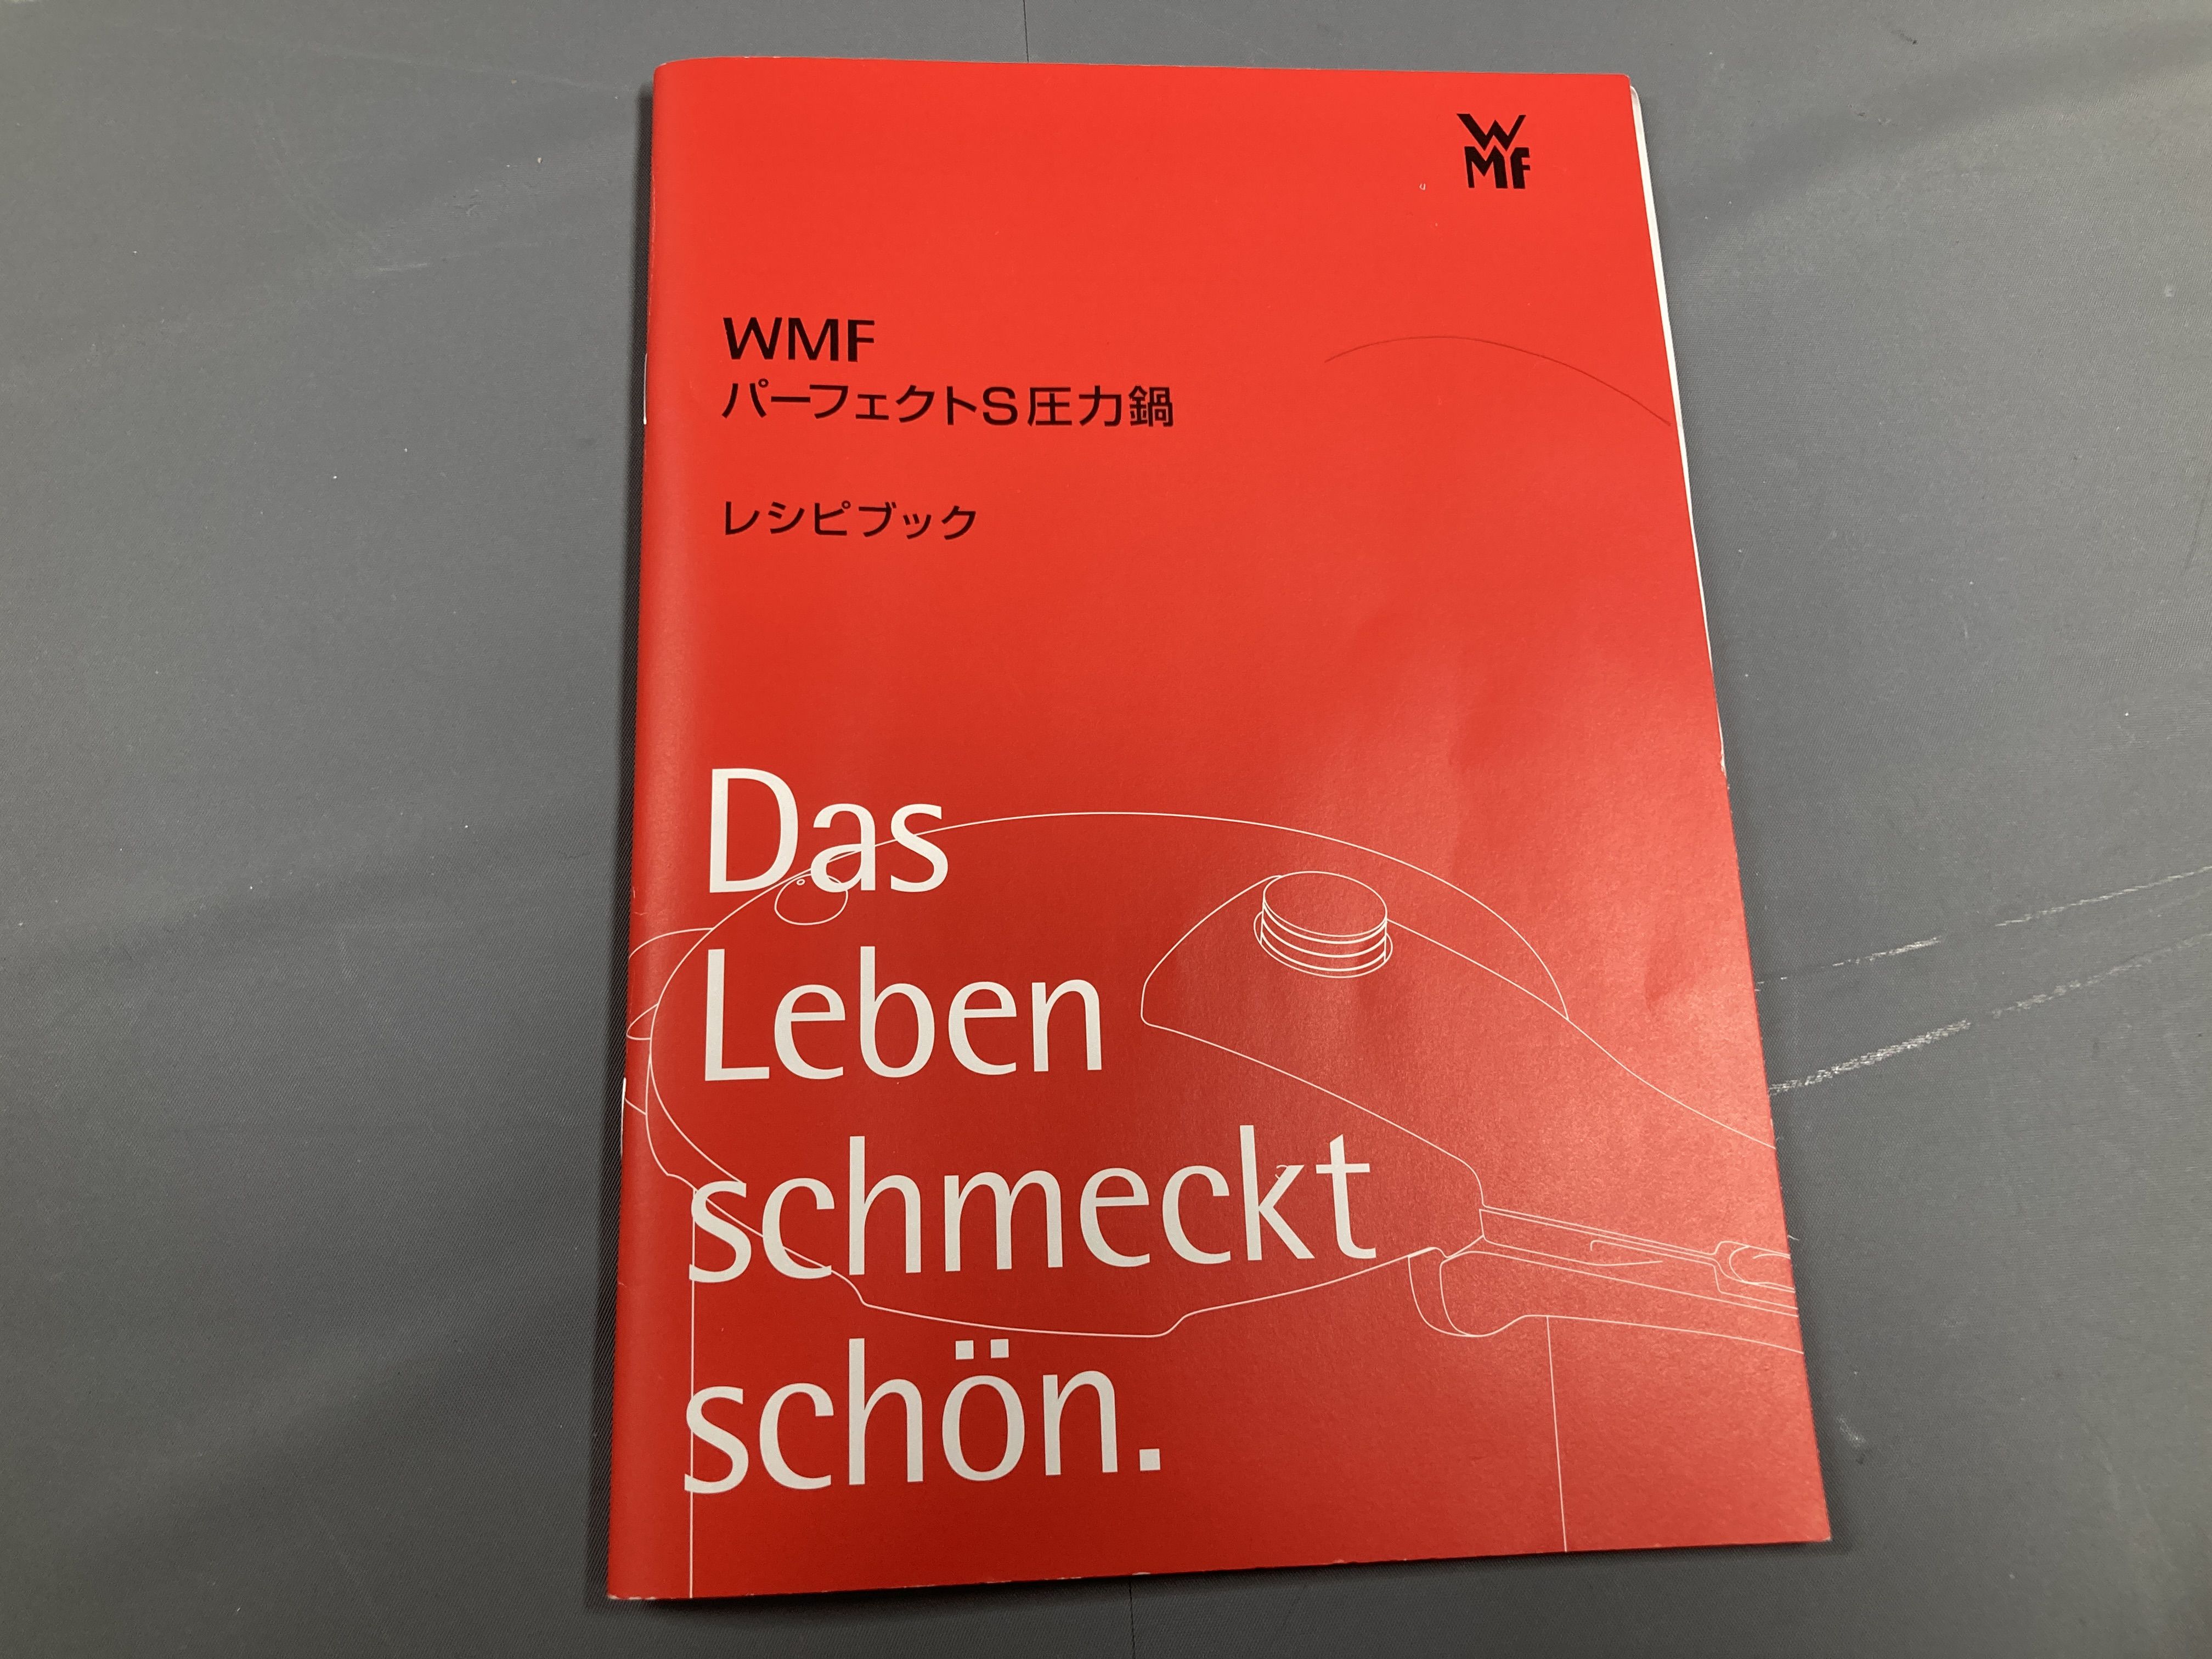 W
MF
WMF
パーフェクトS圧力鍋
レシピブック
Das
Leben
schmeckt
schön.